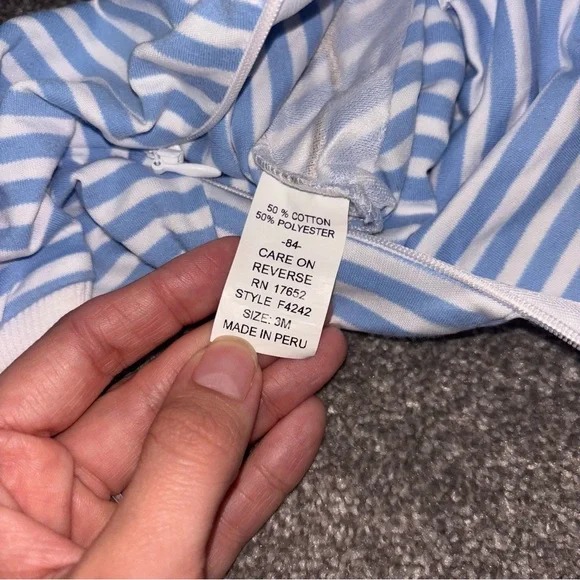 50 % COTTON
50% POLYESTER
-84-
CARE ON
REVERSE
RN 17652
STYLE F4242
SIZE: 3M
MADE IN PERU